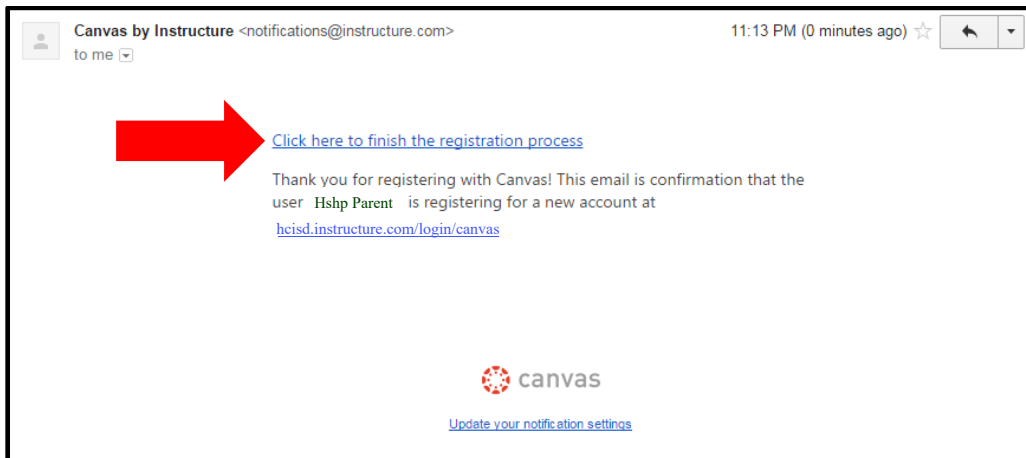 Canvas by Instructure <notifications@instructure.com> 11:13 PM (0 minutes ago)
to me
Click here to finish the registration process
Thank you for registering with Canvas! This email is confirmation that the
user Hshp Parent is registering for a new account at
hcisd.instructure.com/login/canvas
canvas
Update your notification settings